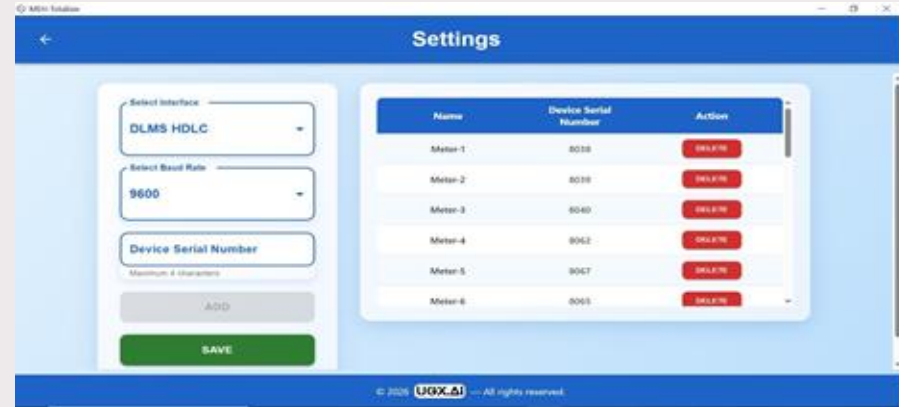 Settings
Select Interface
DLMS HDLC
Select Baud Rate
9600
Device Serial Number
Maximum 4 characters
ADD
SAVE
Name Device Serial Number Action
Meter-1 8038 DELETE
Meter-2 8039 DELETE
Meter-3 8040 DELETE
Meter-4 8062 DELETE
Meter-5 8067 DELETE
Meter-6 8065 DELETE
© 2026 UGX.AI — All rights reserved.